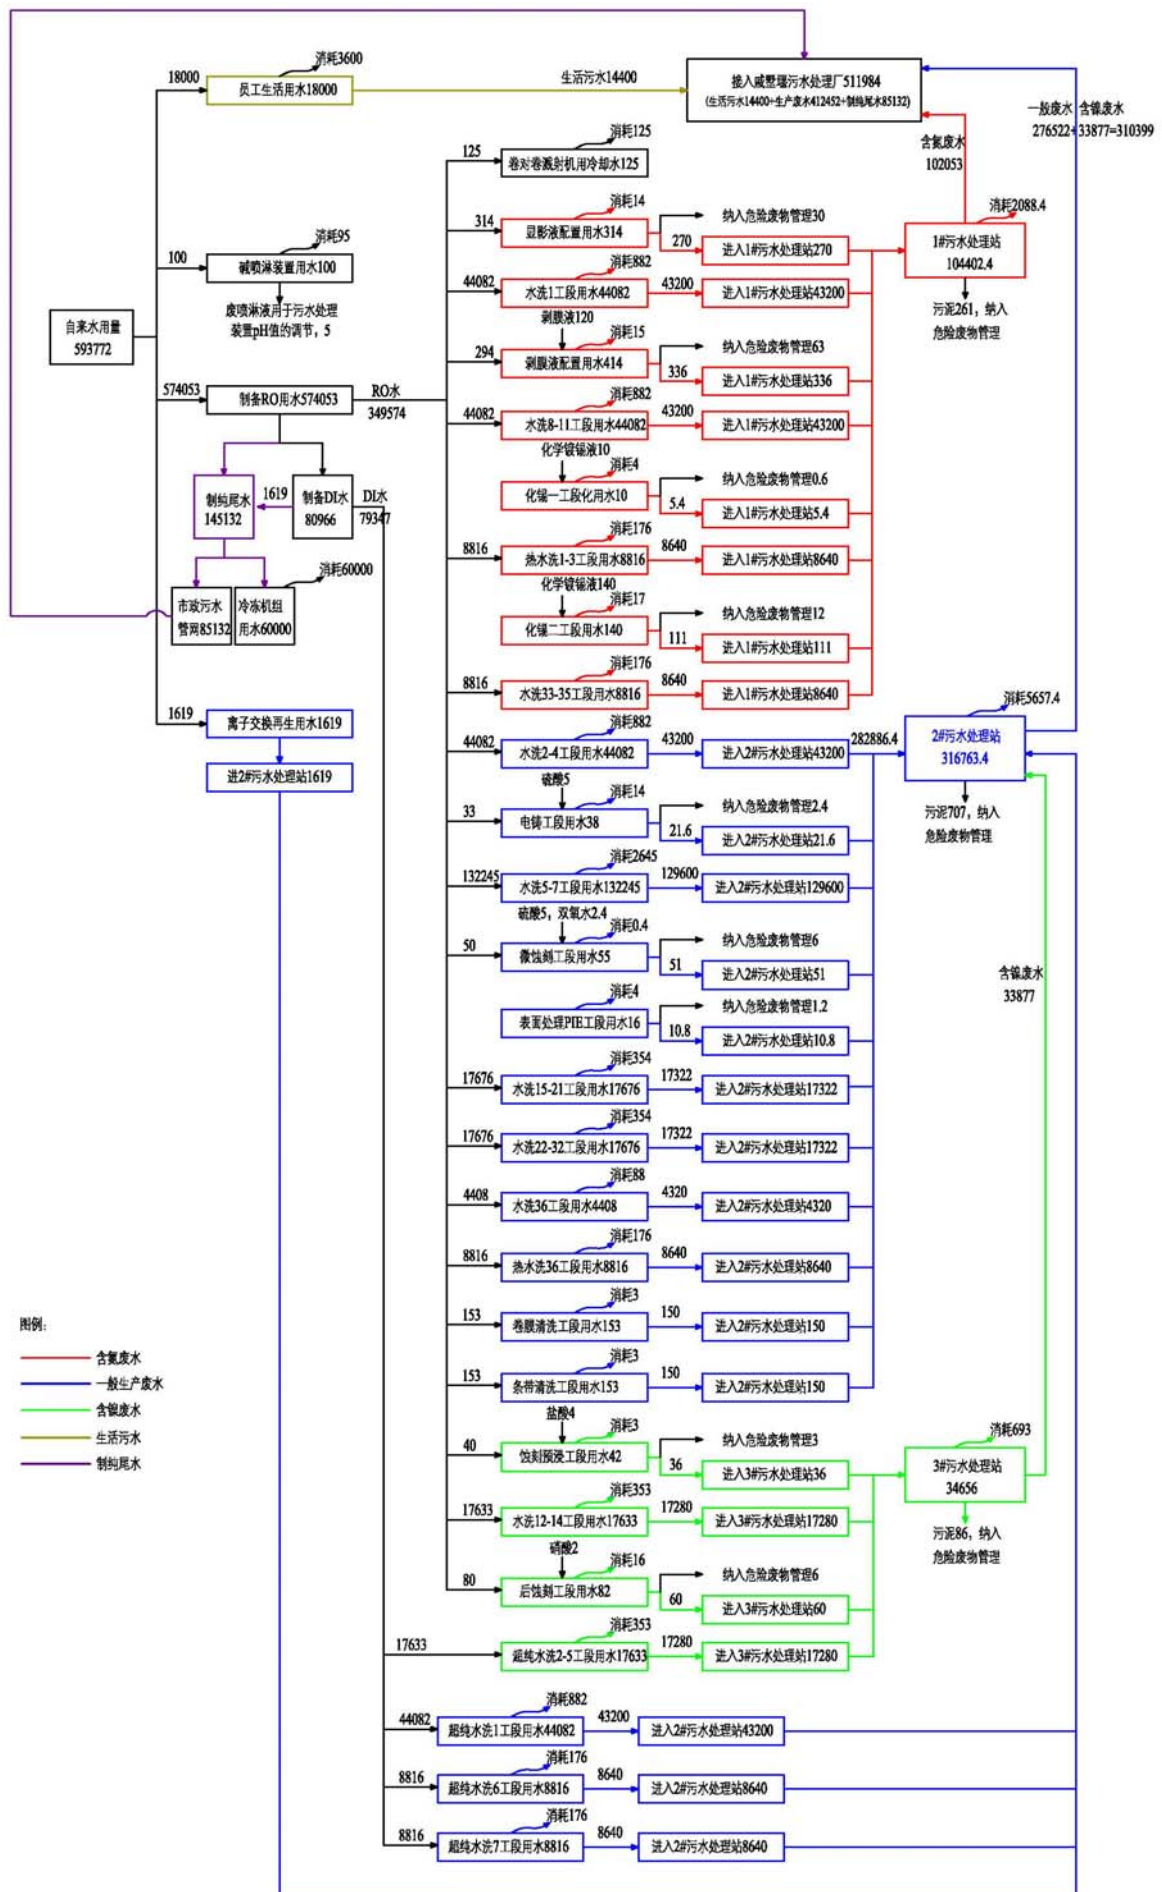 18000
消耗3600
员工生活用水18000
生活污水14400
接入戚墅堰污水处理厂511984
(生活污水14400+生产废水412452+制纯尾水85132)
一般废水 含镍废水
276522+33877=310399
含氮废水
102053
125
消耗125
卷对卷溅射机用冷却水125
314
消耗14
显影液配置用水314
纳入危险废物管理30
270
进入1#污水处理站270
消耗2088.4
1#污水处理站
104402.4
污泥261，纳入
危险废物管理
100
消耗95
碱喷淋装置用水100
废喷淋液用于污水处理
装置pH值的调节，5
44082
消耗882
水洗1工段用水44082
43200
进入1#污水处理站43200
自来水用量
593772
剥膜液120
294
消耗15
剥膜液配置用水414
纳入危险废物管理63
336
进入1#污水处理站336
574053
制备RO用水574053
RO水
349574
44082
消耗882
水洗8-11工段用水44082
43200
进入1#污水处理站43200
制纯尾水
145132
1619
制备DI水
80966
DI水
79347
化学镀锡液10
消耗4
化锡一工段化用水10
纳入危险废物管理0.6
5.4
进入1#污水处理站5.4
8816
消耗176
热水洗1-3工段用水8816
8640
进入1#污水处理站8640
消耗60000
市政污水
管网85132
冷冻机组
用水60000
化学镀锡液140
消耗17
化锡二工段用水140
纳入危险废物管理12
111
进入1#污水处理站111
8816
消耗176
水洗33-35工段用水8816
8640
进入1#污水处理站8640
1619
离子交换再生用水1619
进2#污水处理站1619
44082
消耗882
水洗2-4工段用水44082
43200
进入2#污水处理站43200
282886.4
消耗5657.4
2#污水处理站
316763.4
污泥707，纳入
危险废物管理
硫酸5
33
消耗14
电铸工段用水38
纳入危险废物管理2.4
21.6
进入2#污水处理站21.6
132245
消耗2645
水洗5-7工段用水132245
129600
进入2#污水处理站129600
硫酸5，双氧水2.4
50
消耗0.4
微蚀刻工段用水55
纳入危险废物管理6
51
进入2#污水处理站51
含镍废水
33877
消耗4
表面处理PIE工段用水16
纳入危险废物管理1.2
10.8
进入2#污水处理站10.8
17676
消耗354
水洗15-21工段用水17676
17322
进入2#污水处理站17322
17676
消耗354
水洗22-32工段用水17676
17322
进入2#污水处理站17322
4408
消耗88
水洗36工段用水4408
4320
进入2#污水处理站4320
8816
消耗176
热水洗36工段用水8816
8640
进入2#污水处理站8640
153
消耗3
卷膜清洗工段用水153
150
进入2#污水处理站150
153
消耗3
条带清洗工段用水153
150
进入2#污水处理站150
图例：
含氮废水
一般生产废水
含镍废水
生活污水
制纯尾水
盐酸4
40
消耗3
蚀刻预浸工段用水42
纳入危险废物管理3
36
进入3#污水处理站36
消耗693
3#污水处理站
34656
污泥86，纳入
危险废物管理
17633
消耗353
水洗12-14工段用水17633
17280
进入3#污水处理站17280
硝酸2
80
消耗16
后蚀刻工段用水82
纳入危险废物管理6
60
进入3#污水处理站60
17633
消耗353
超纯水洗2-5工段用水17633
17280
进入3#污水处理站17280
44082
消耗882
超纯水洗1工段用水44082
43200
进入2#污水处理站43200
8816
消耗176
超纯水洗6工段用水8816
8640
进入2#污水处理站8640
8816
消耗176
超纯水洗7工段用水8816
8640
进入2#污水处理站8640